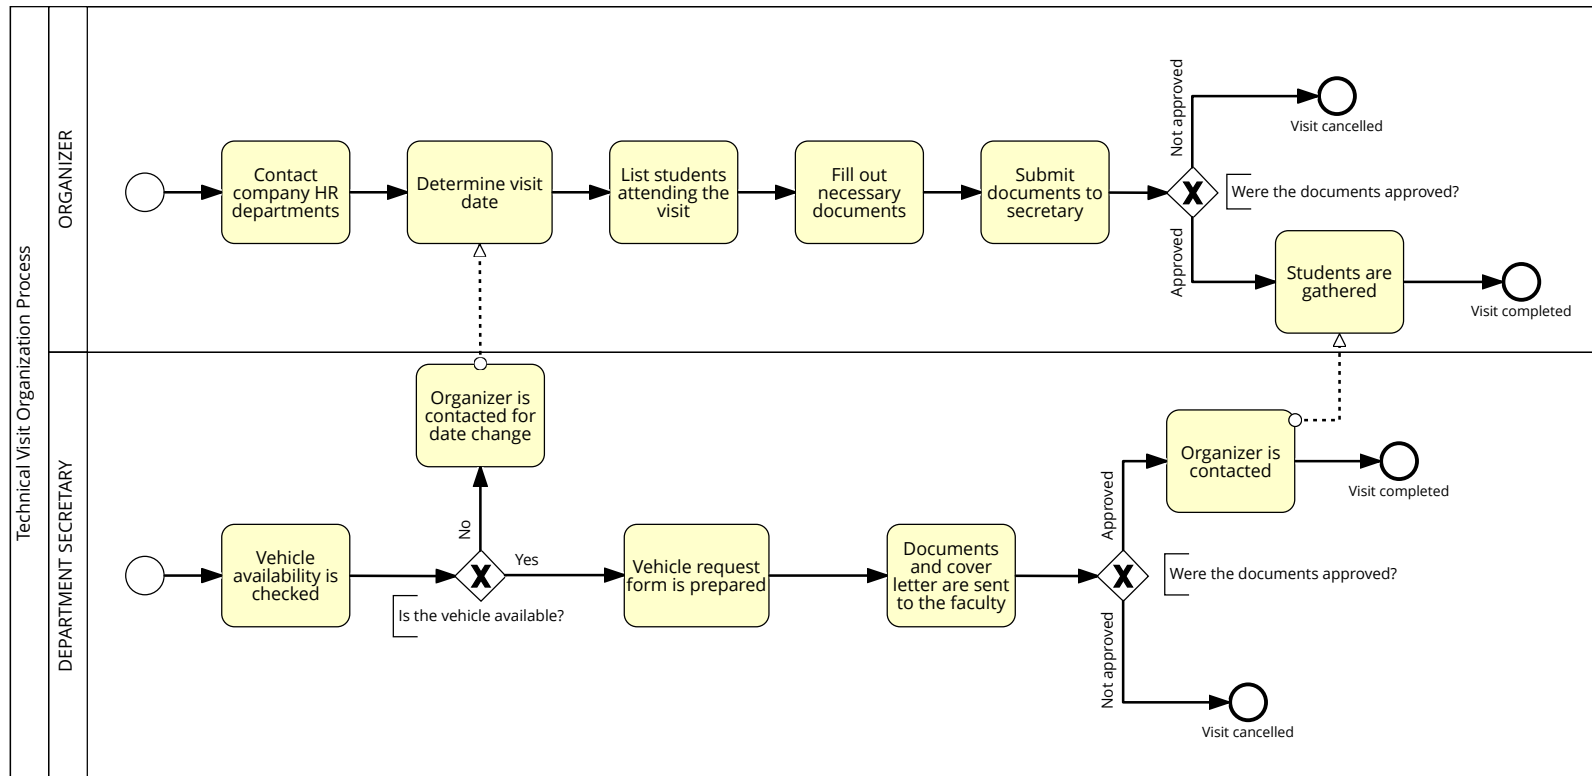 Technical Visit Organization Process
ORGANIZER
Contact
company HR
departments
Determine visit
date
List students
attending the
visit
Fill out
necessary
documents
Submit
documents to
secretary
Not approved
Visit cancelled
Were the documents approved?
Approved
Students are
gathered
Visit completed
DEPARTMENT SECRETARY
Organizer is
contacted for
date change
Vehicle
availability is
checked
No
Yes
Is the vehicle available?
Vehicle request
form is prepared
Documents
and cover
letter are sent
to the faculty
Approved
Organizer is
contacted
Visit completed
Were the documents approved?
Not approved
Visit cancelled